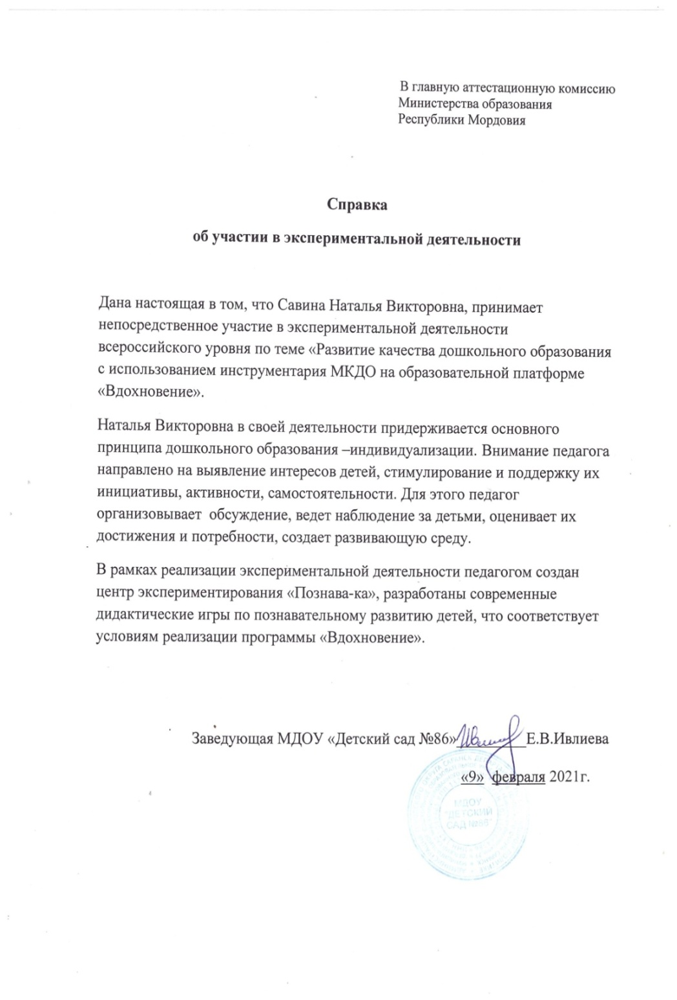 В главную аттестационную комиссию
Министерства образования
Республики Мордовия
Справка
об участии в экспериментальной деятельности
Дана настоящая в том, что Савина Наталья Викторовна, принимает
непосредственное участие в экспериментальной деятельности
всероссийского уровня по теме «Развитие качества дошкольного образования
с использованием инструментария МКДО на образовательной платформе
«Вдохновение».
Наталья Викторовна в своей деятельности придерживается основного
принципа дошкольного образования –индивидуализации. Внимание педагога
направлено на выявление интересов детей, стимулирование и поддержку их
инициативы, активности, самостоятельности. Для этого педагог
организовывает  обсуждение, ведет наблюдение за детьми, оценивает их
достижения и потребности, создает развивающую среду.
В рамках реализации экспериментальной деятельности педагогом создан
центр экспериментирования «Познава-ка», разработаны современные
дидактические игры по познавательному развитию детей, что соответствует
условиям реализации программы «Вдохновение».
Заведующая МДОУ «Детский сад №86»_________Е.В.Ивлиева
«9»  февраля 2021г.
МДОУ
"ДЕТСКИЙ
САД №86"